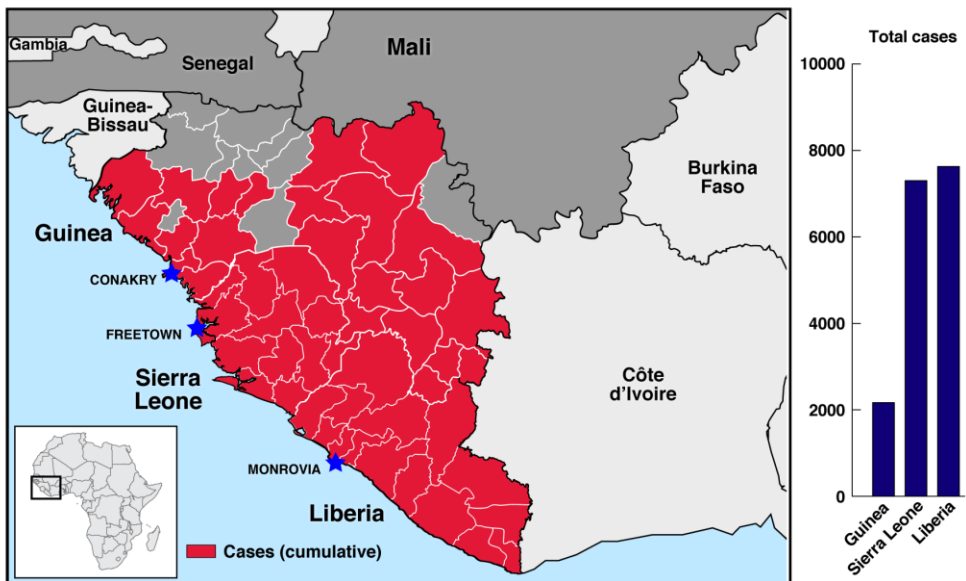 Gambia
Senegal
Mali
Guinea-
Bissau
Burkina
Faso
Guinea
CONAKRY
FREETOWN
Sierra
Leone
Côte
d'Ivoire
MONROVIA
Liberia
Cases (cumulative)
Total cases
10000
8000
6000
4000
2000
0
Guinea
Sierra Leone
Liberia